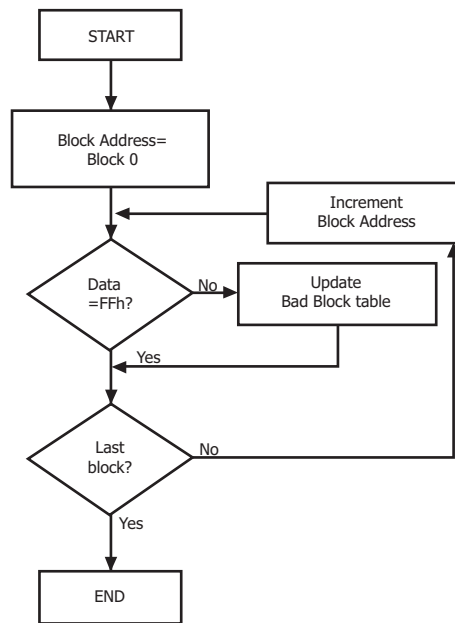 START
Block Address=
Block 0
Increment
Block Address
Data
=FFh?
No
Update
Bad Block table
Yes
Last
block?
No
Yes
END